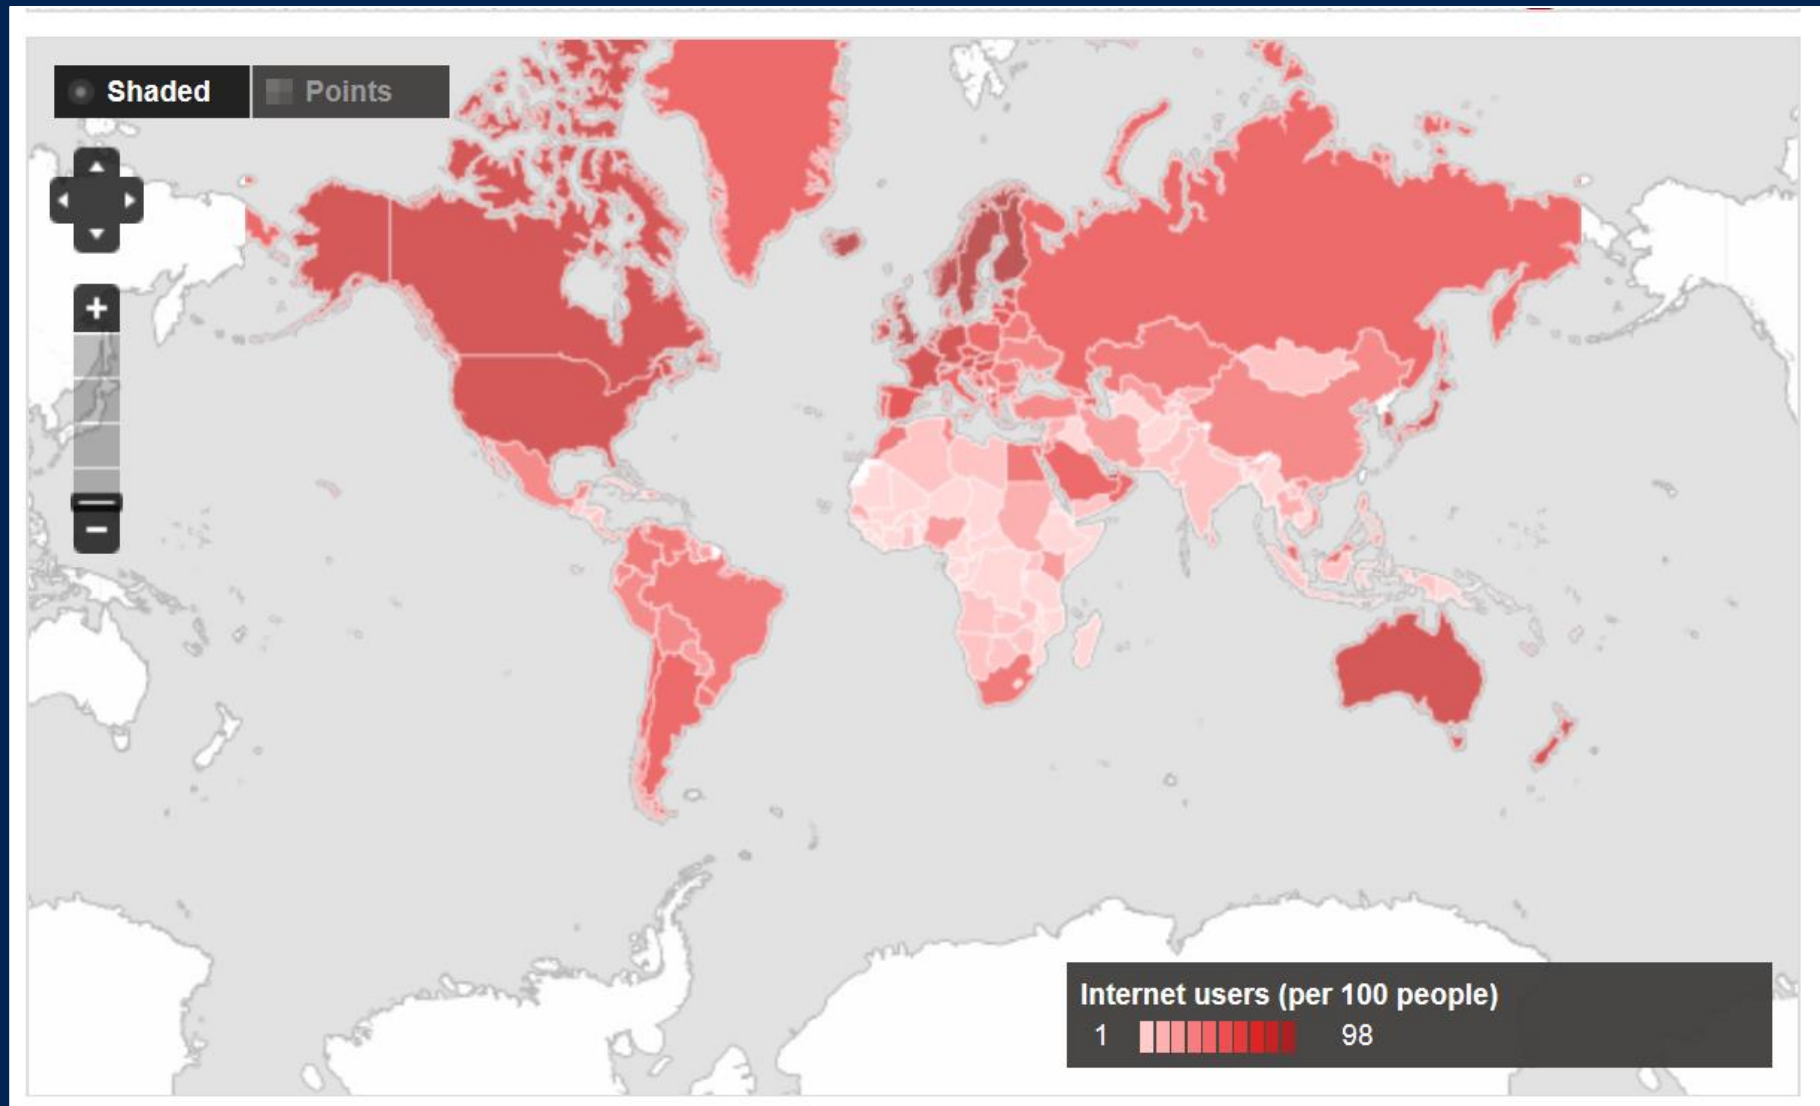 Shaded
Points
+
−
Internet users (per 100 people)
1 98